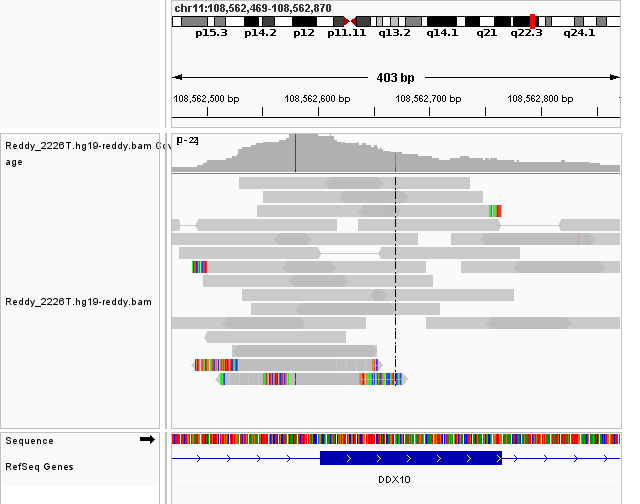 chr11:108,562,469-108,562,870
p15.3 p14.2 p12 p11.11 q13.2 q14.1 q21 q22.3 q24.1
403 bp
108,562,500 bp 108,562,600 bp 108,562,700 bp 108,562,800 bp
Reddy_2226T.hg19-reddy.bam Cov
age
[0-22]
Reddy_2226T.hg19-reddy.bam
Sequence
RefSeq Genes
DDX10